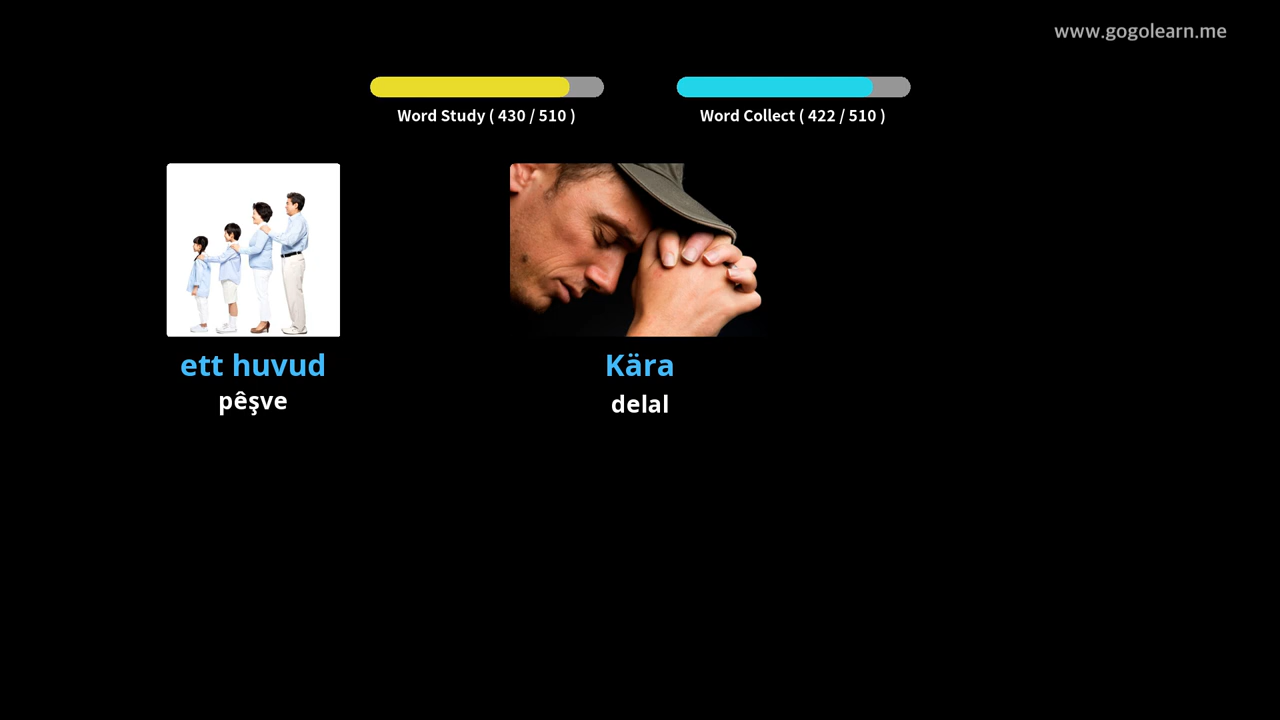 www.gogolearn.me
Word Study ( 430 / 510 )
Word Collect ( 422 / 510 )
ett huvud
pêşve
Kära
delal